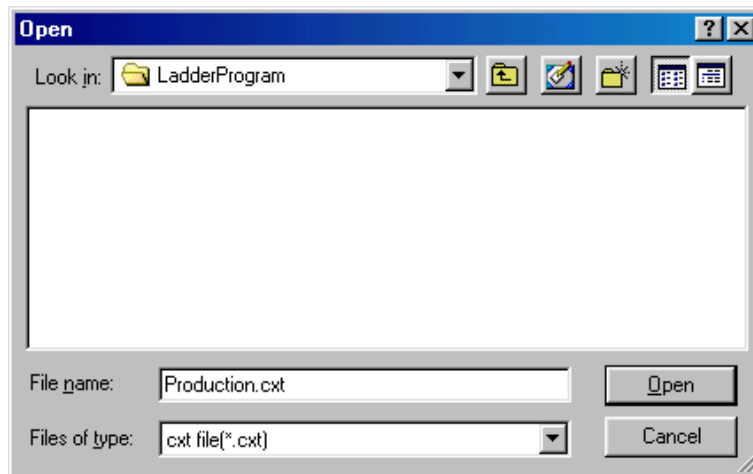 Open
Look in: LadderProgram
File name: Production.cxt Open
Files of type: cxt file(*.cxt) Cancel